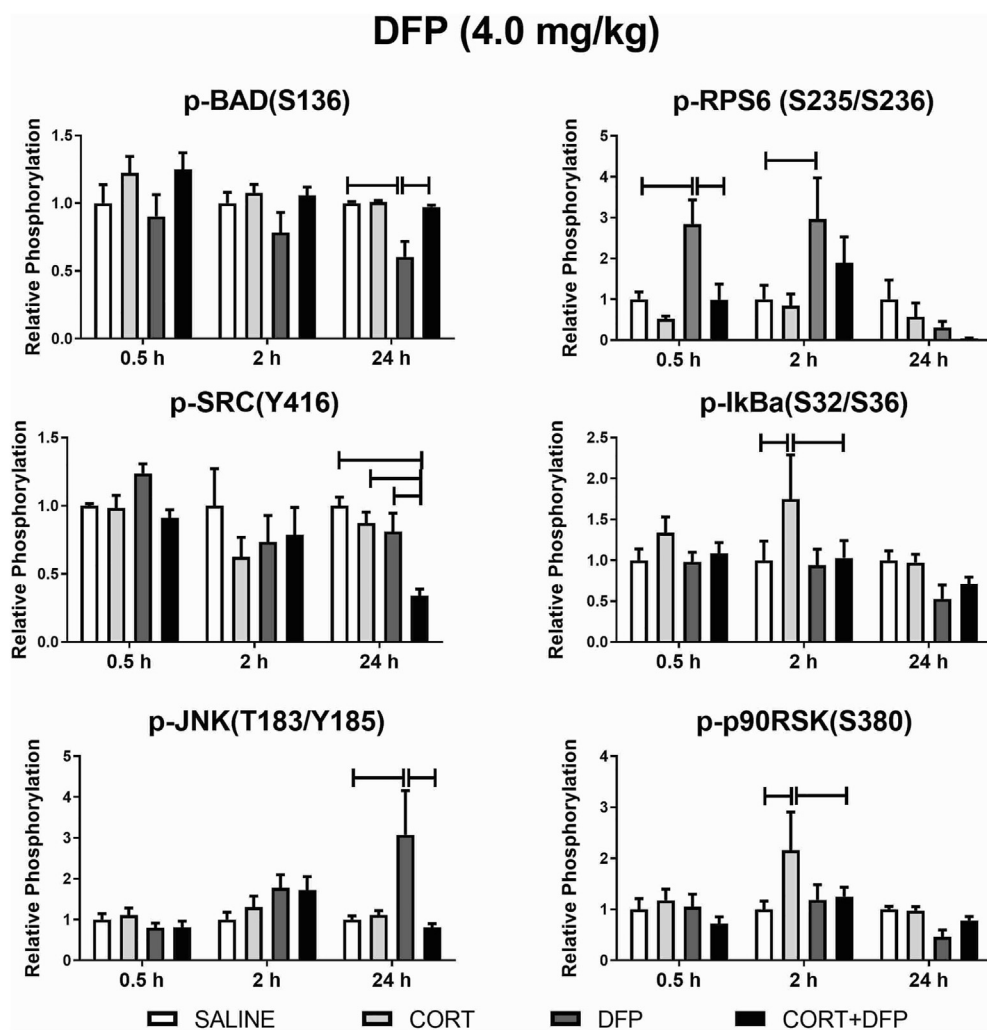 DFP (4.0 mg/kg)
p-BAD(S136)
Relative Phosphorylation
1.5
1.0
0.5
0.0
0.5 h
2 h
24 h
p-RPS6 (S235/S236)
Relative Phosphorylation
5
4
3
2
1
0
0.5 h
2 h
24 h
p-SRC(Y416)
Relative Phosphorylation
1.5
1.0
0.5
0.0
0.5 h
2 h
24 h
p-IkBa(S32/S36)
Relative Phosphorylation
2.5
2.0
1.5
1.0
0.5
0.0
0.5 h
2 h
24 h
p-JNK(T183/Y185)
Relative Phosphorylation
5
4
3
2
1
0
0.5 h
2 h
24 h
p-p90RSK(S380)
Relative Phosphorylation
4
3
2
1
0
0.5 h
2 h
24 h
SALINE
CORT
DFP
CORT+DFP